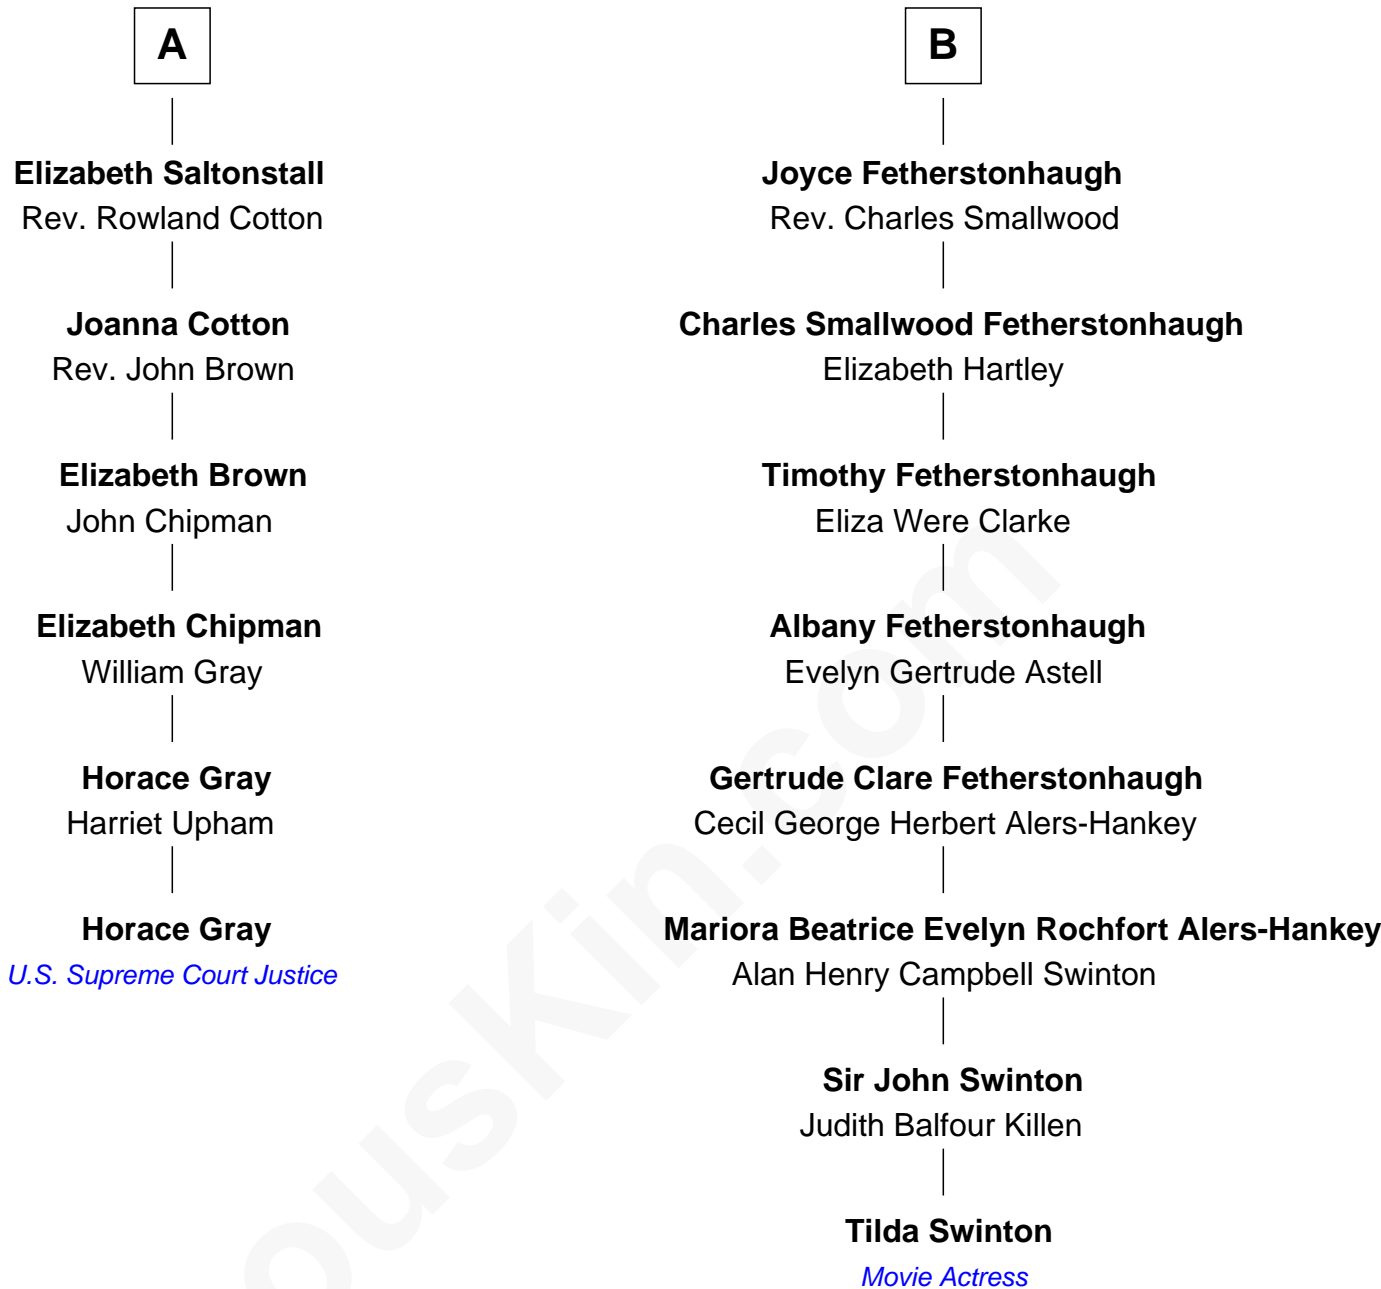 A
Elizabeth Saltonstall
Rev. Rowland Cotton
Joanna Cotton
Rev. John Brown
Elizabeth Brown
John Chipman
Elizabeth Chipman
William Gray
Horace Gray
Harriet Upham
Horace Gray
U.S. Supreme Court Justice
B
Joyce Fetherstonhaugh
Rev. Charles Smallwood
Charles Smallwood Fetherstonhaugh
Elizabeth Hartley
Timothy Fetherstonhaugh
Eliza Were Clarke
Albany Fetherstonhaugh
Evelyn Gertrude Astell
Gertrude Clare Fetherstonhaugh
Cecil George Herbert Alers-Hankey
Mariora Beatrice Evelyn Rochfort Alers-Hankey
Alan Henry Campbell Swinton
Sir John Swinton
Judith Balfour Killen
Tilda Swinton
Movie Actress
ousKin.com